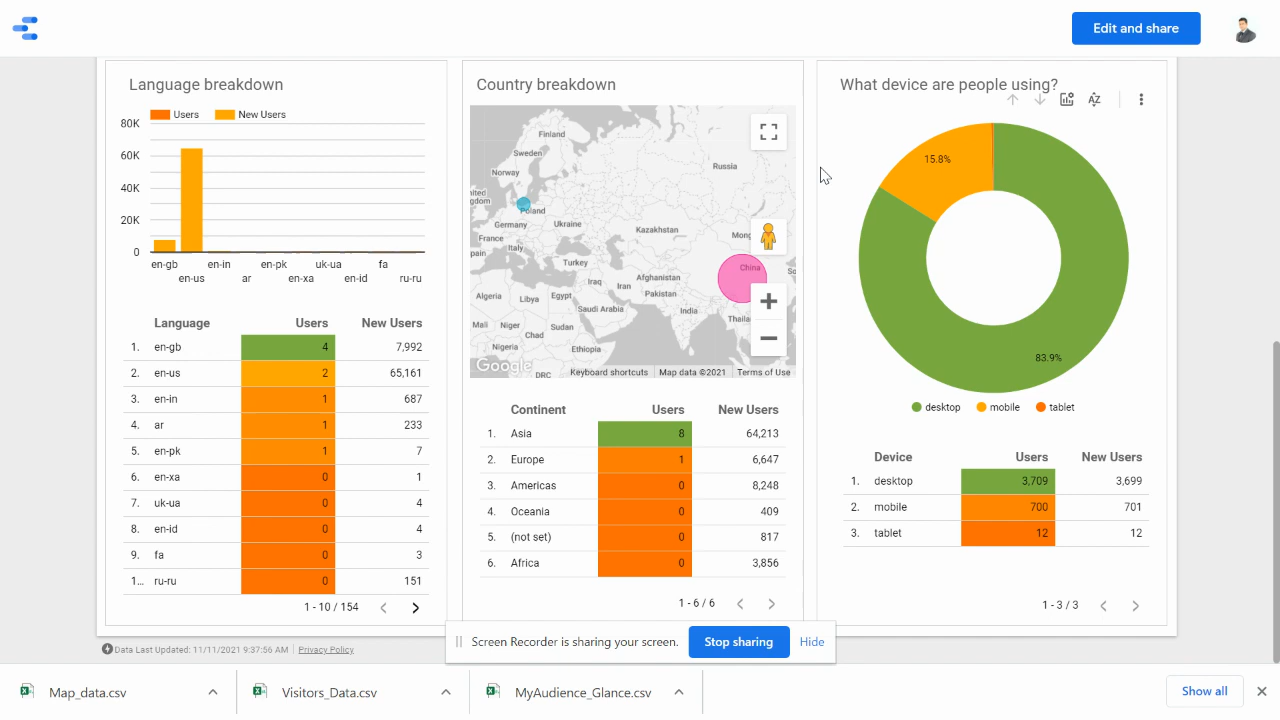 Edit and share
Language breakdown
Users New Users
80K
60K
40K
20K
0
en-gb en-in en-pk uk-ua fa
en-us ar en-xa en-id ru-ru
Language Users New Users
1. en-gb 4 7,992
2. en-us 2 65,161
3. en-in 1 687
4. ar 1 233
5. en-pk 1 7
6. en-xa 0 1
7. uk-ua 0 4
8. en-id 0 4
9. fa 0 3
1... ru-ru 0 151
1 - 10 / 154
Country breakdown
Finland
Sweden
Norway
Russia
nited
gdom
Poland
Germany
Ukraine
France
Kazakhstan
Mong
Italy
pain
Turkey
China
So
Iraq
Iran
Afghanistan
Pakistan
Algeria
Libya
Egypt
Saudi Arabia
India
Thaila
Mali
Niger
Sudan
Chad
Nigeria
Ethiopia
DRC
Google
Keyboard shortcuts Map data ©2021 Terms of Use
Continent Users New Users
1. Asia 8 64,213
2. Europe 1 6,647
3. Americas 0 8,248
4. Oceania 0 409
5. (not set) 0 817
6. Africa 0 3,856
1 - 6 / 6
What device are people using?
AZ
15.8%
83.9%
desktop mobile tablet
Device Users New Users
1. desktop 3,709 3,699
2. mobile 700 701
3. tablet 12 12
1 - 3 / 3
Data Last Updated: 11/11/2021 9:37:56 AM Privacy Policy
Screen Recorder is sharing your screen. Stop sharing Hide
Map_data.csv Visitors_Data.csv MyAudience_Glance.csv Show all